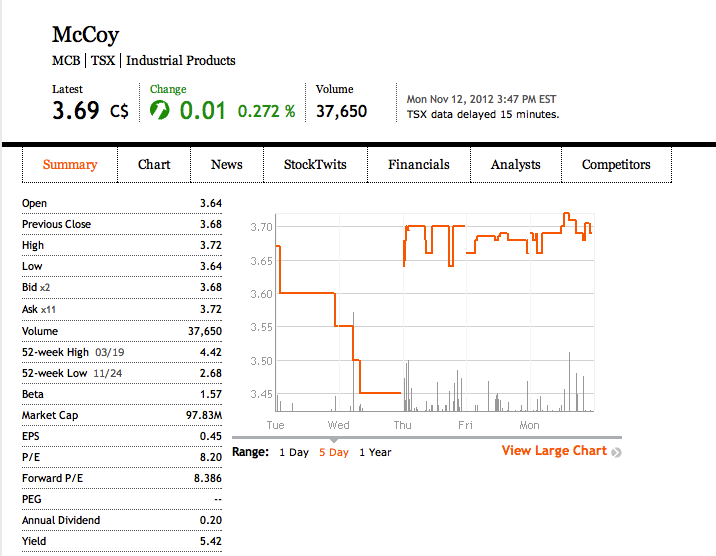 McCoy
MCB | TSX | Industrial Products
Latest Change Volume
3.69 C$ 0.01 0.272 % 37,650
Mon Nov 12, 2012 3:47 PM EST
TSX data delayed 15 minutes.
Summary Chart News StockTwits Financials Analysts Competitors
Open 3.64
Previous Close 3.68
High 3.72
Low 3.64
Bid x2 3.68
Ask x11 3.72
Volume 37,650
52-week High 03/19 4.42
52-week Low 11/24 2.68
Beta 1.57
Market Cap 97.83M
EPS 0.45
P/E 8.20
Forward P/E 8.386
PEG --
Annual Dividend 0.20
Yield 5.42
3.70
3.65
3.60
3.55
3.50
3.45
Tue Wed Thu Fri Mon
Range: 1 Day 5 Day 1 Year View Large Chart